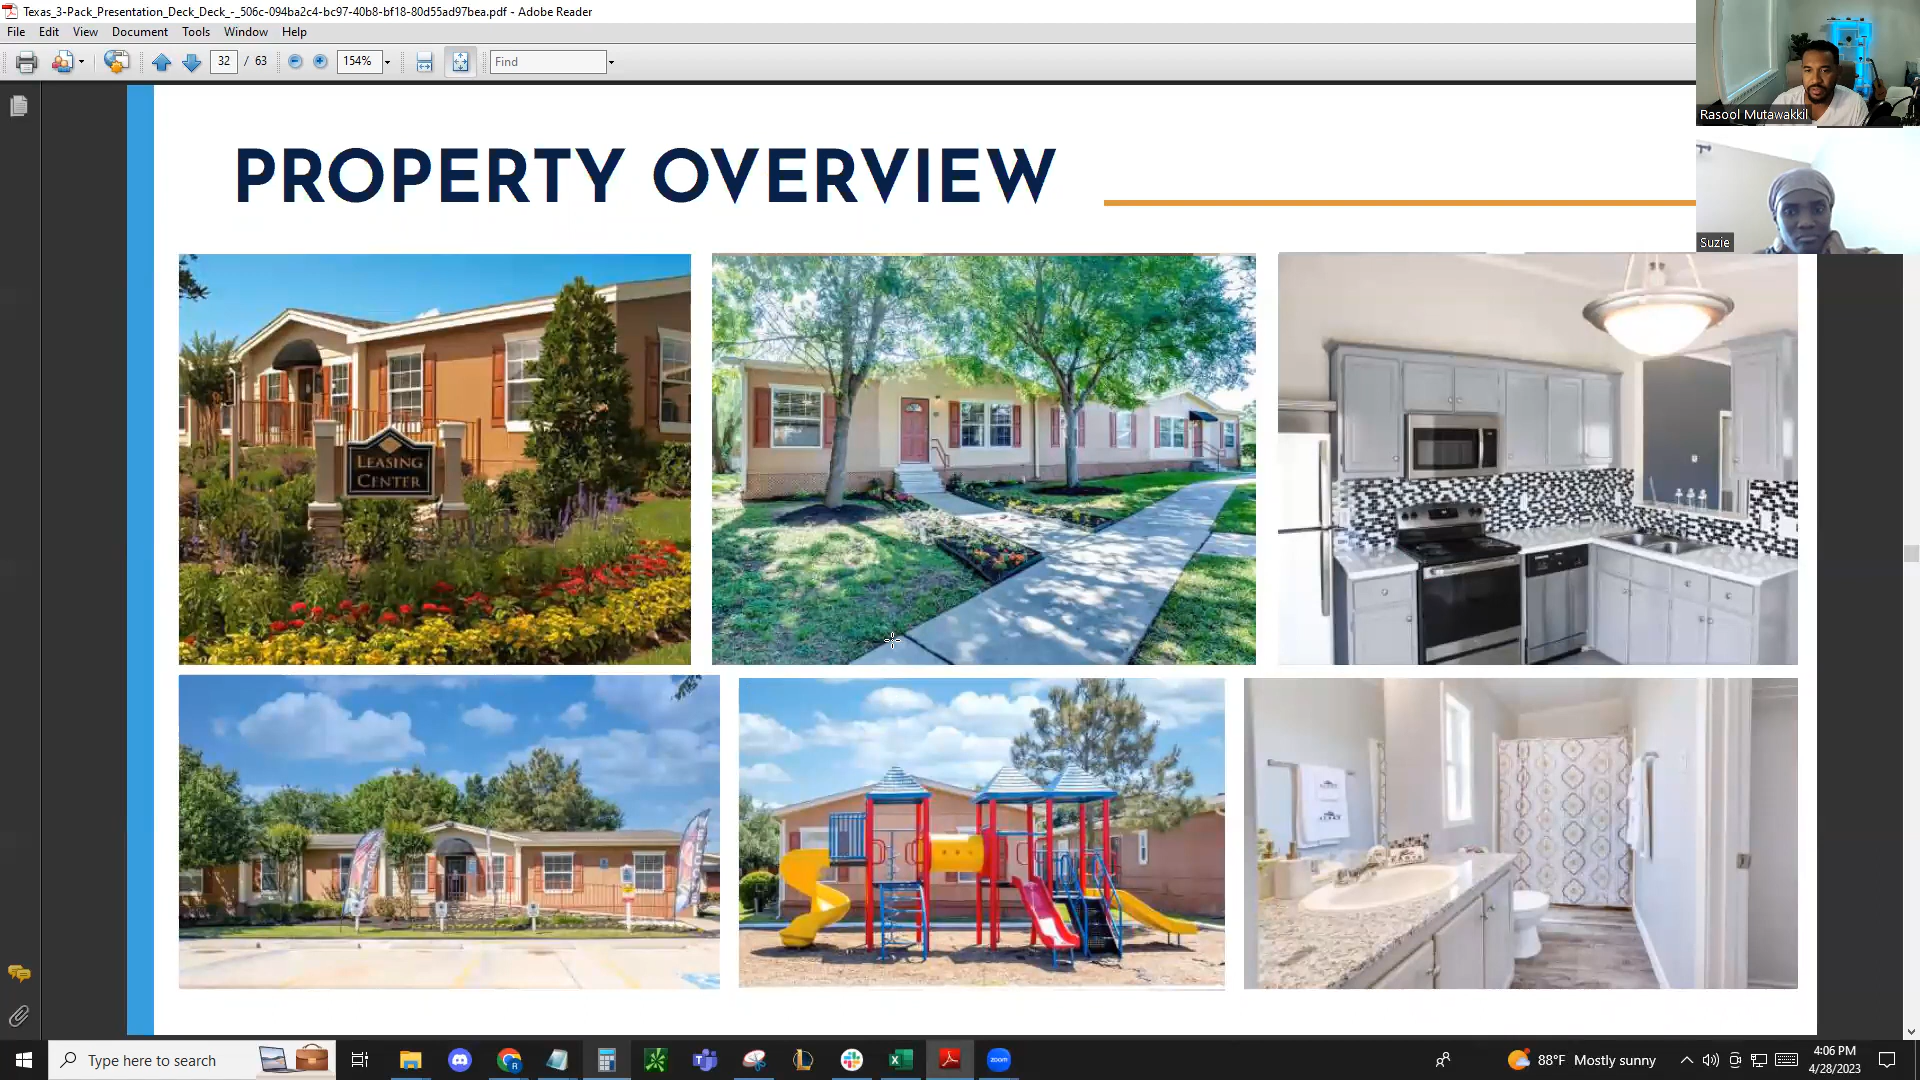 Texas_3-Pack_Presentation_Deck_Deck_-_506c-094ba2c4-bc97-40b8-bf18-80d55ad97bea.pdf - Adobe Reader
File Edit View Document Tools Window Help
32 / 63 154% Find
Rasool Mutawakkil
Suzie
PROPERTY OVERVIEW
LEASING
CENTER
Type here to search
zoom
88°F Mostly sunny
4:06 PM
4/28/2023